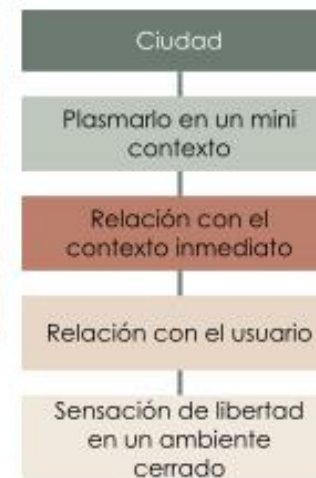 Ciudad
Plasmarlo en un mini
contexto
Relación con el
contexto inmediato
Relación con el usuario
Sensación de libertad
en un ambiente
cerrado